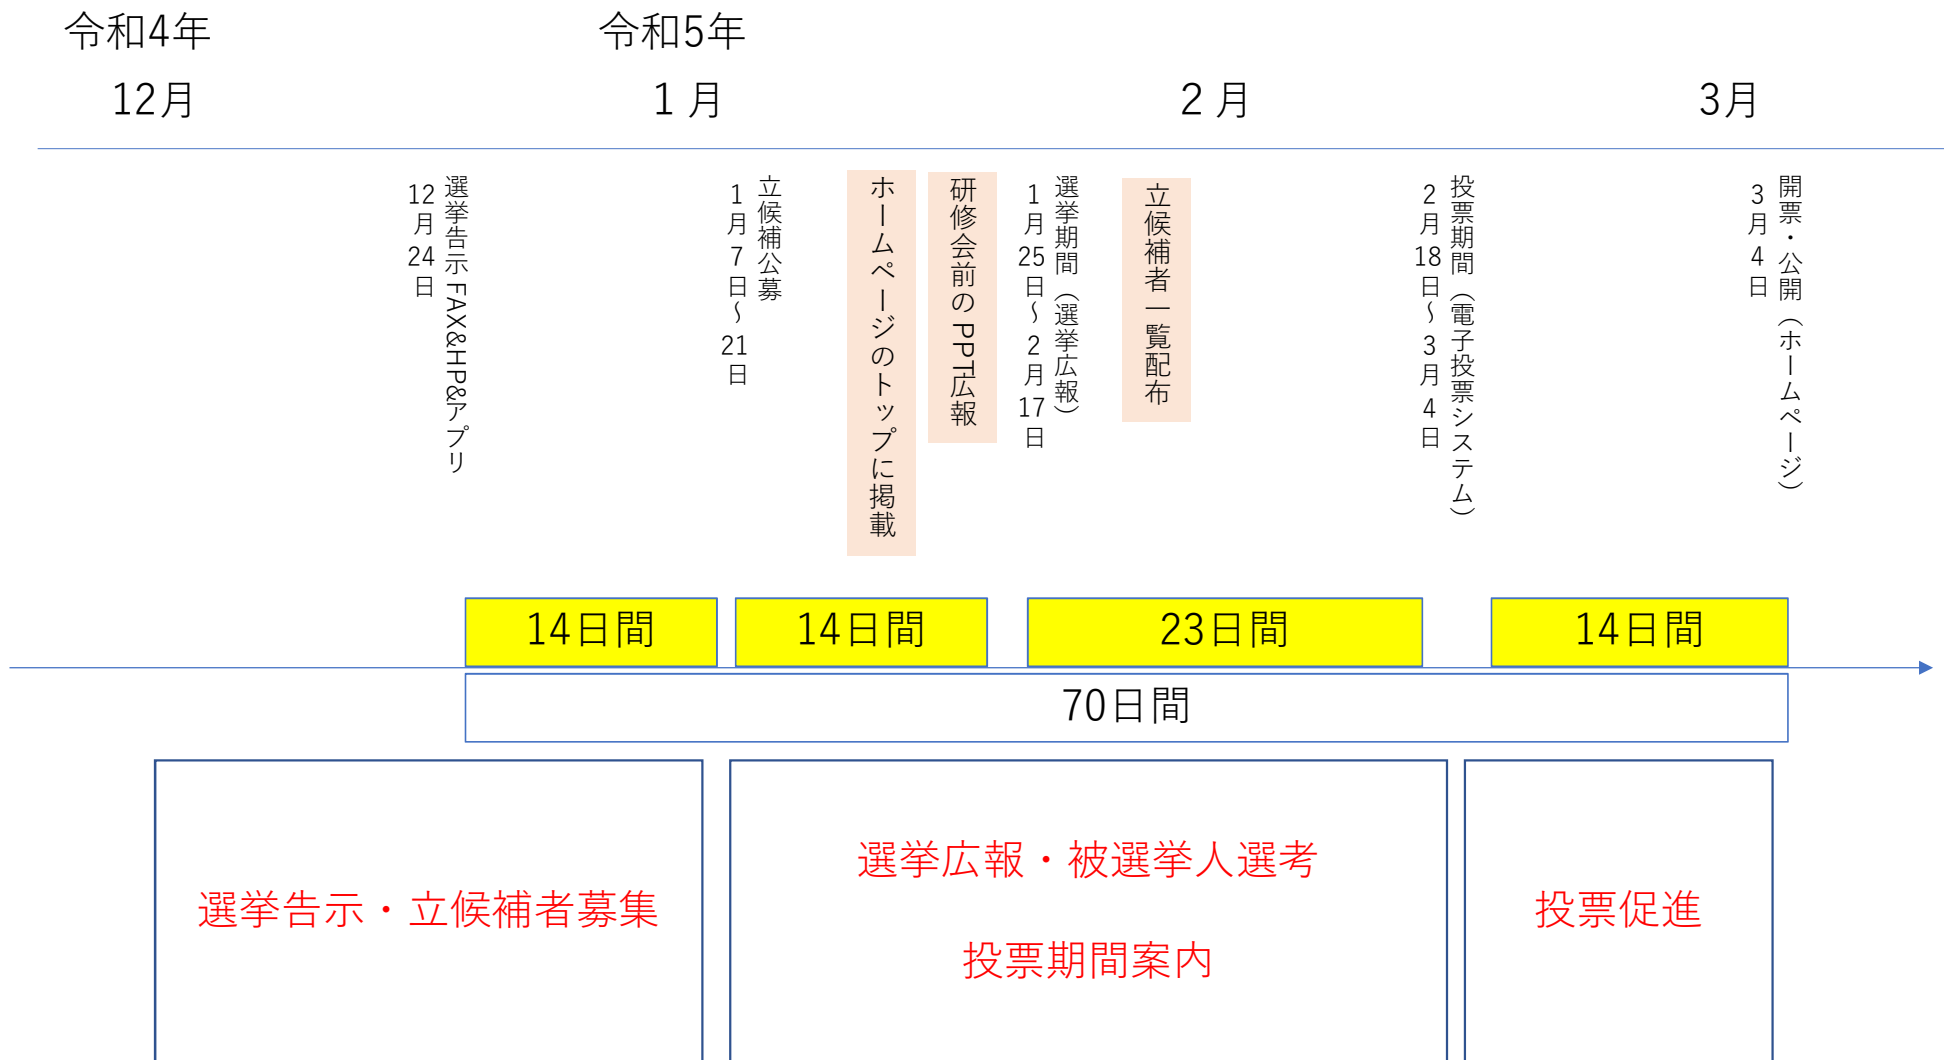 令和4年
令和5年
12月
1月
2月
3月
選挙告示 FAX&HP&アプリ
12月24日
立候補公募
1月7日～21日
ホームページのトップに掲載
研修会前のPPT広報
選挙期間（選挙広報）
1月25日～2月17日
立候補者一覧配布
投票期間（電子投票システム）
2月18日～3月4日
開票・公開（ホームページ）
3月4日
14日間
14日間
23日間
14日間
70日間
選挙告示・立候補者募集
選挙広報・被選挙人選考
投票期間案内
投票促進